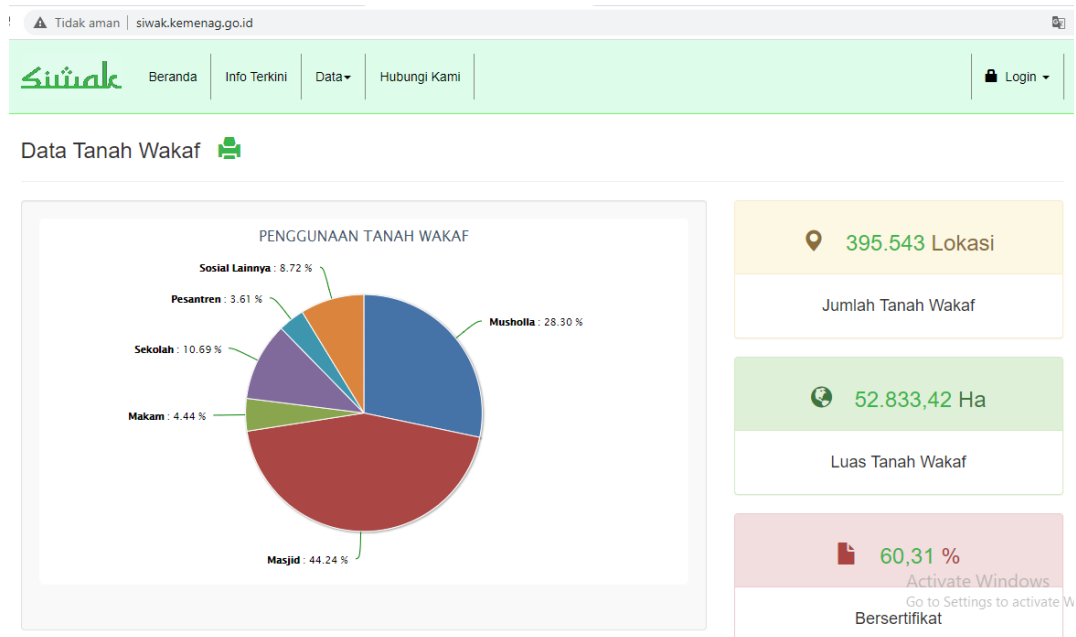 Tidak aman | siwak.kemenag.go.id
Siwak Beranda Info Terkini Data Hubungi Kami Login
Data Tanah Wakaf
PENGGUNAAN TANAH WAKAF
Sosial Lainnya : 8.72 %
Pesantren : 3.61 %
Musholla : 28.30 %
Sekolah : 10.69 %
Makam : 4.44 %
Masjid : 44.24 %
395.543 Lokasi
Jumlah Tanah Wakaf
52.833,42 Ha
Luas Tanah Wakaf
60,31 %
Bersertifikat
Activate Windows
Go to Settings to activate W